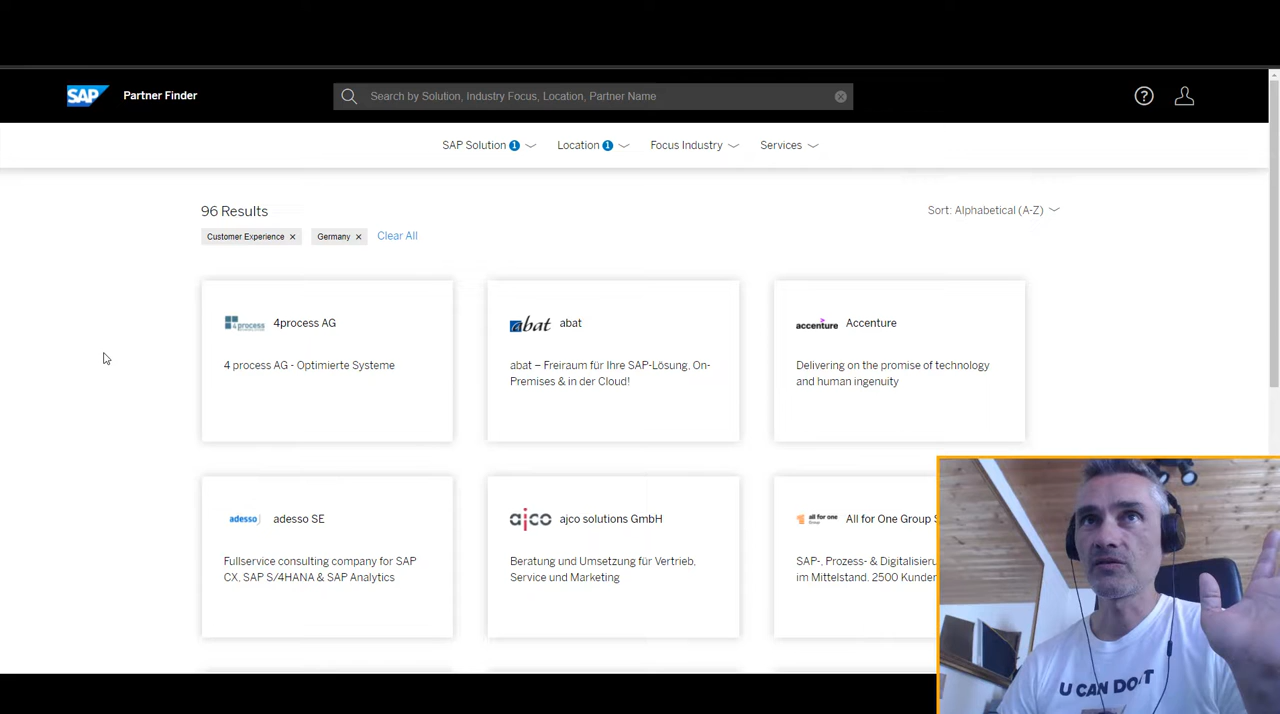 SAP Partner Finder
Search by Solution, Industry Focus, Location, Partner Name
SAP Solution 1 Location 1 Focus Industry Services
96 Results
Sort: Alphabetical (A-Z)
Customer Experience × Germany × Clear All
4process 4process AG
4 process AG - Optimierte Systeme
abat abat
abat – Freiraum für Ihre SAP-Lösung, On-
Premises & in der Cloud!
accenture Accenture
Delivering on the promise of technology
and human ingenuity
adesso adesso SE
Fullservice consulting company for SAP
CX, SAP S/4HANA & SAP Analytics
ajco ajco solutions GmbH
Beratung und Umsetzung für Vertrieb,
Service und Marketing
all for one Group All for One Group S
SAP-, Prozess- & Digitalisieru
im Mittelstand. 2500 Kunden
U CAN DO IT